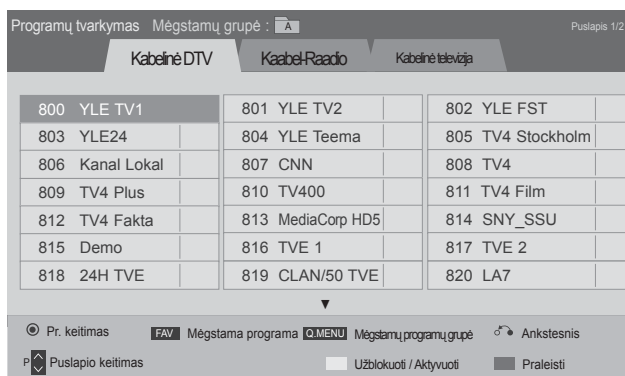 Programų tvarkymas Mėgstamų grupė : A Puslapis 1/2
Kabelinė DTV Kaabel-Raadio Kabelinė televizija
800 YLE TV1 801 YLE TV2 802 YLE FST
803 YLE24 804 YLE Teema 805 TV4 Stockholm
806 Kanal Lokal 807 CNN 808 TV4
809 TV4 Plus 810 TV400 811 TV4 Film
812 TV4 Fakta 813 MediaCorp HD5 814 SNY_SSU
815 Demo 816 TVE 1 817 TVE 2
818 24H TVE 819 CLAN/50 TVE 820 LA7
Pr. keitimas FAV Mėgstama programa Q.MENU Mėgstamų programų grupė Ankstesnis
P Puslapio keitimas Užblokuoti / Aktyvuoti Praleisti